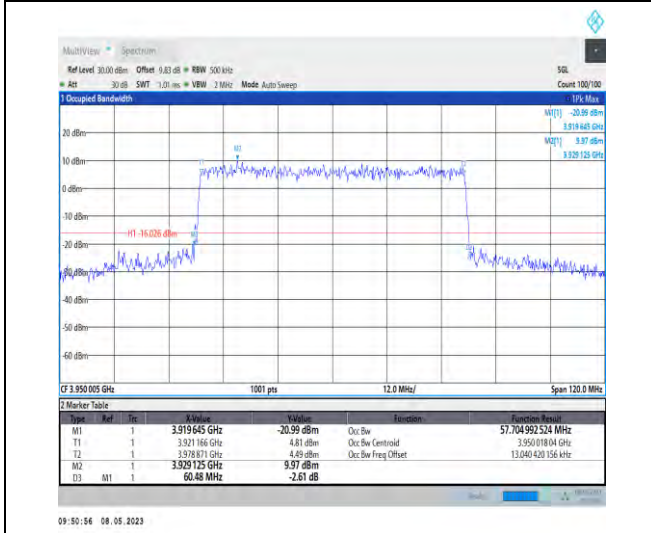 MultiView Spectrum
Ref Level 30.00 dBm Offset 9.83 dB RBW 500 kHz SGL
Att 30 dB SWT 1.01 ms VBW 2 MHz Mode Auto Sweep Count 100/100
1 Occupied Bandwidth 1Pk Max
M1[1] -20.99 dBm
3.919 645 GHz
M2[1] 9.97 dBm
3.929 125 GHz
20 dBm
M2
10 dBm
0 dBm
-10 dBm
H1 -16.026 dBm
-20 dBm
-30 dBm
-40 dBm
-50 dBm
-60 dBm
CF 3.950 005 GHz 1001 pts 12.0 MHz/ Span 120.0 MHz
2 Marker Table
Type Ref Trc X-Value Y-Value Function Function Result
M1 1 3.919 645 GHz -20.99 dBm Occ Bw 57.704 992 524 MHz
T1 1 3.921 166 GHz 4.81 dBm Occ Bw Centroid 3.950 018 04 GHz
T2 1 3.978 871 GHz 4.49 dBm Occ Bw Freq Offset 13.040 420 156 kHz
M2 1 3.929 125 GHz 9.97 dBm
D3 M1 1 60.48 MHz -2.61 dB
Ready
09:50:56 08.05.2023